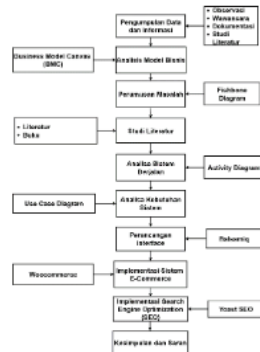 Pengumpulan Data
dan Informasi
• Observasi
• Wawancara
• Dokumentasi
• Studi
Literatur
Business Model Canvas
(BMC)
Analisis Model Bisnis
Perumusan Masalah
Fishbone
Diagram
• Literatur
• Buku
Studi Literatur
Analisa Sistem
Berjalan
Activity Diagram
Use Case Diagram
Analisa Kebutuhan
Sistem
Perancangan
Interface
Balsamiq
Woocommerce
Implementasi Sistem
E-Commerce
Implementasi Search
Engine Optimization
(SEO)
Yoast SEO
Kesimpulan dan Saran